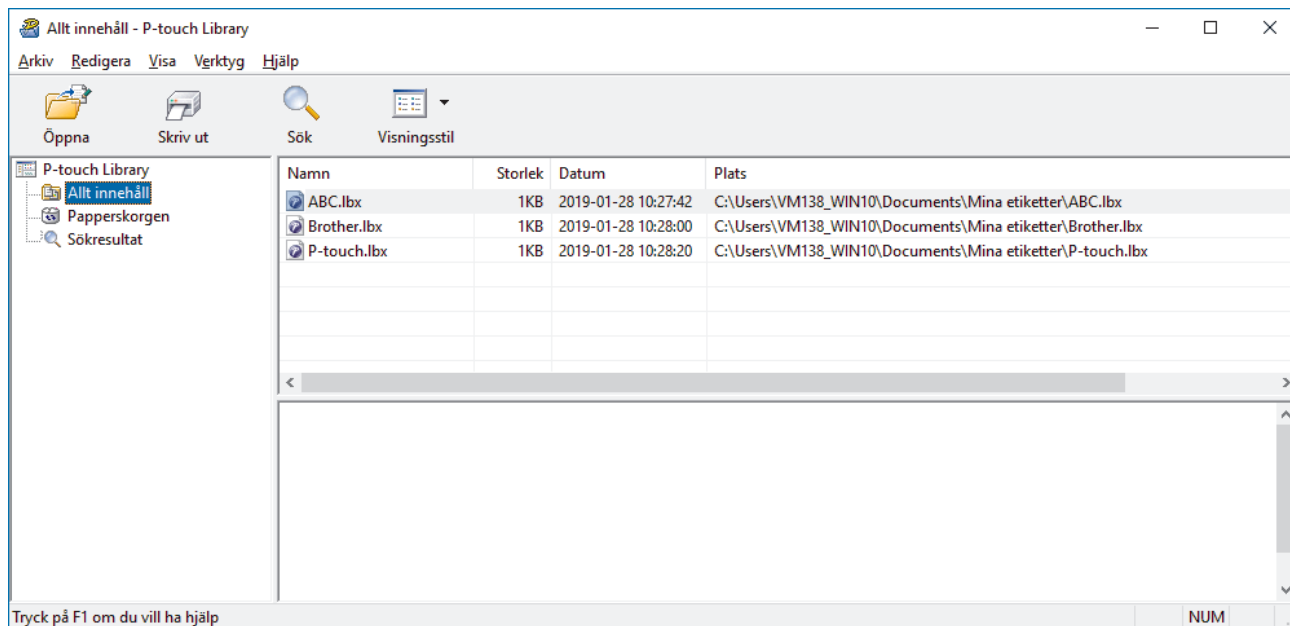 Allt innehåll - P-touch Library
Arkiv Redigera Visa Verktyg Hjälp
Öppna Skriv ut Sök Visningsstil
P-touch Library
Allt innehåll
Papperskorgen
Sökresultat
Namn Storlek Datum Plats
ABC.lbx 1KB 2019-01-28 10:27:42 C:\Users\VM138_WIN10\Documents\Mina etiketter\ABC.lbx
Brother.lbx 1KB 2019-01-28 10:28:00 C:\Users\VM138_WIN10\Documents\Mina etiketter\Brother.lbx
P-touch.lbx 1KB 2019-01-28 10:28:20 C:\Users\VM138_WIN10\Documents\Mina etiketter\P-touch.lbx
Tryck på F1 om du vill ha hjälp NUM